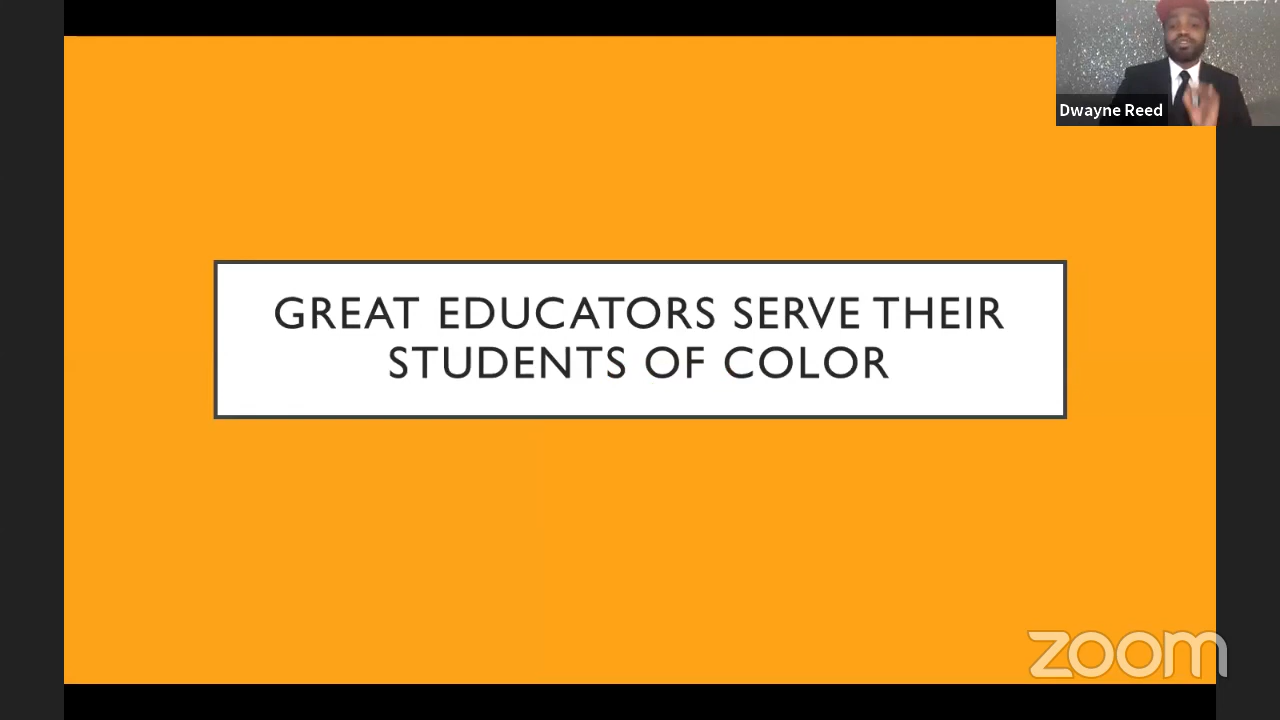 Dwayne Reed
GREAT EDUCATORS SERVE THEIR
STUDENTS OF COLOR
zoom